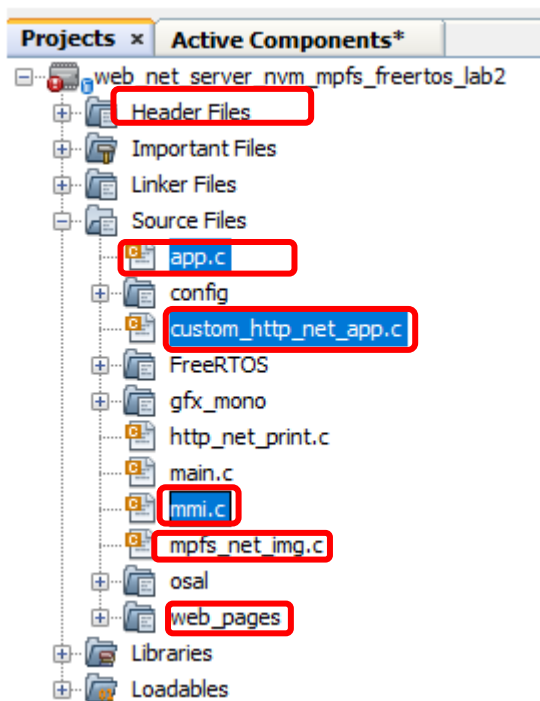 Projects × Active Components*
web_net_server_nvm_mpfs_freertos_lab2
Header Files
Important Files
Linker Files
Source Files
app.c
config
custom_http_net_app.c
FreeRTOS
gfx_mono
http_net_print.c
main.c
mmi.c
mpfs_net_img.c
osal
web_pages
Libraries
Loadables